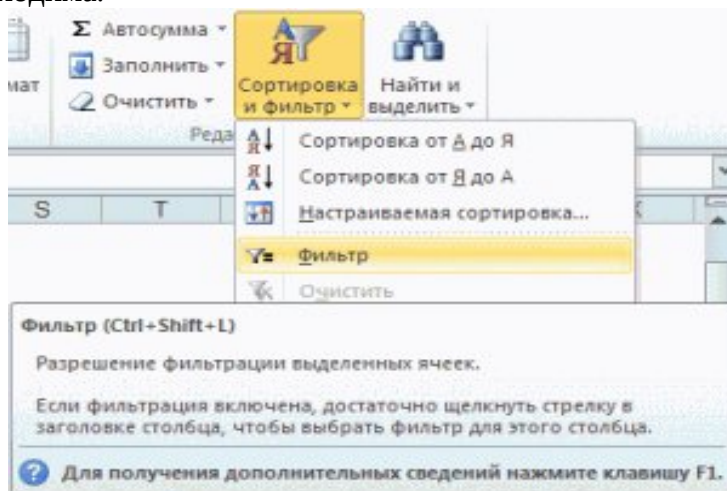 Σ Автосумма
Заполнить
Очистить
Сортировка
и фильтр
Найти и
выделить
Реда
Сортировка от А до Я
Сортировка от Я до А
Настраиваемая сортировка...
S T
Фильтр
Очистить
Фильтр (Ctrl+Shift+L)
Разрешение фильтрации выделенных ячеек.
Если фильтрация включена, достаточно щелкнуть стрелку в
заголовке столбца, чтобы выбрать фильтр для этого столбца.
Для получения дополнительных сведений нажмите клавишу F1.